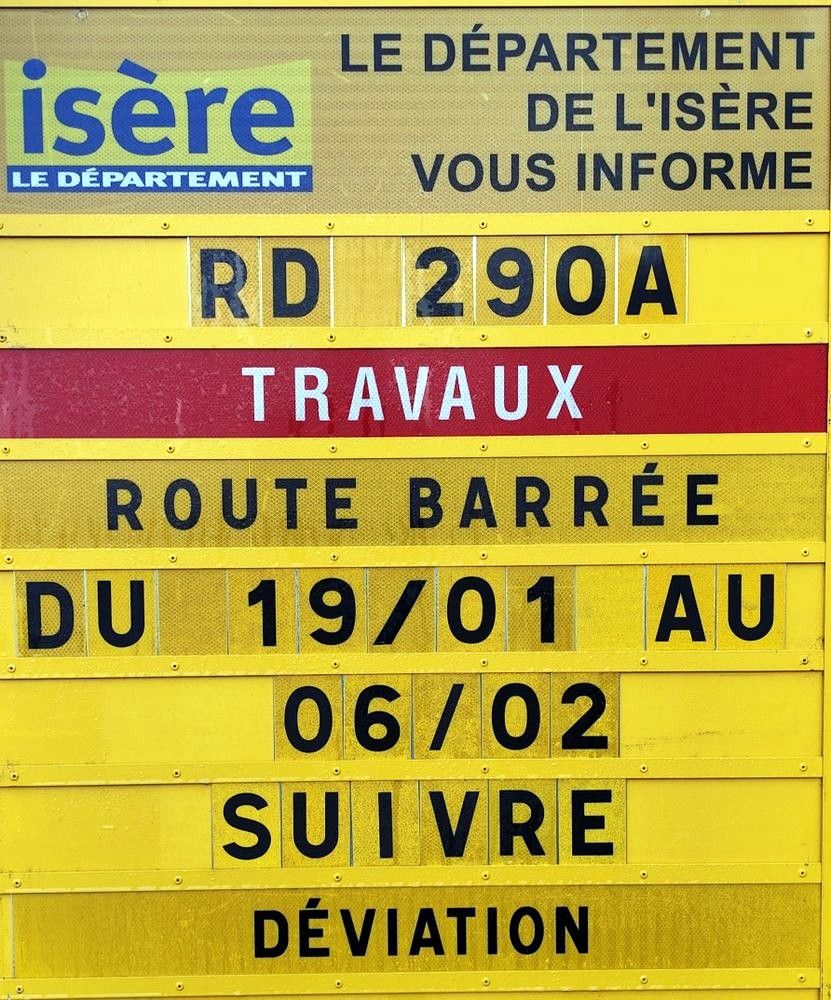 isère
LE DÉPARTEMENT
LE DÉPARTEMENT
DE L'ISÈRE
VOUS INFORME
RD 290A
TRAVAUX
ROUTE BARRÉE
DU 19/01 AU
06/02
SUIVRE
DÉVIATION